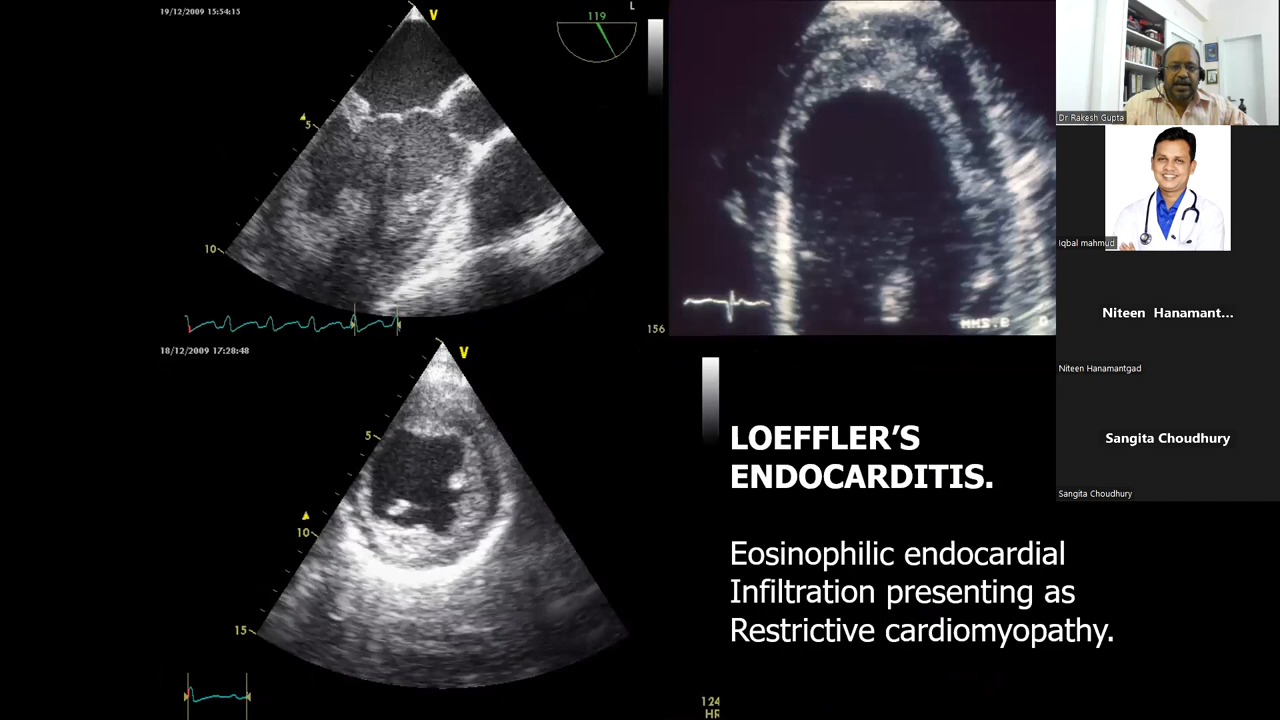 19/12/2009 15:54:15
V
119
L
5
10
156
Dr Rakesh Gupta
Iqbal mahmud
Niteen Hanamant...
Niteen Hanamantgad
Sangita Choudhury
Sangita Choudhury
18/12/2009 17:28:48
V
5
10
15
LOEFFLER’S
ENDOCARDITIS.
Eosinophilic endocardial
Infiltration presenting as
Restrictive cardiomyopathy.
124
HR